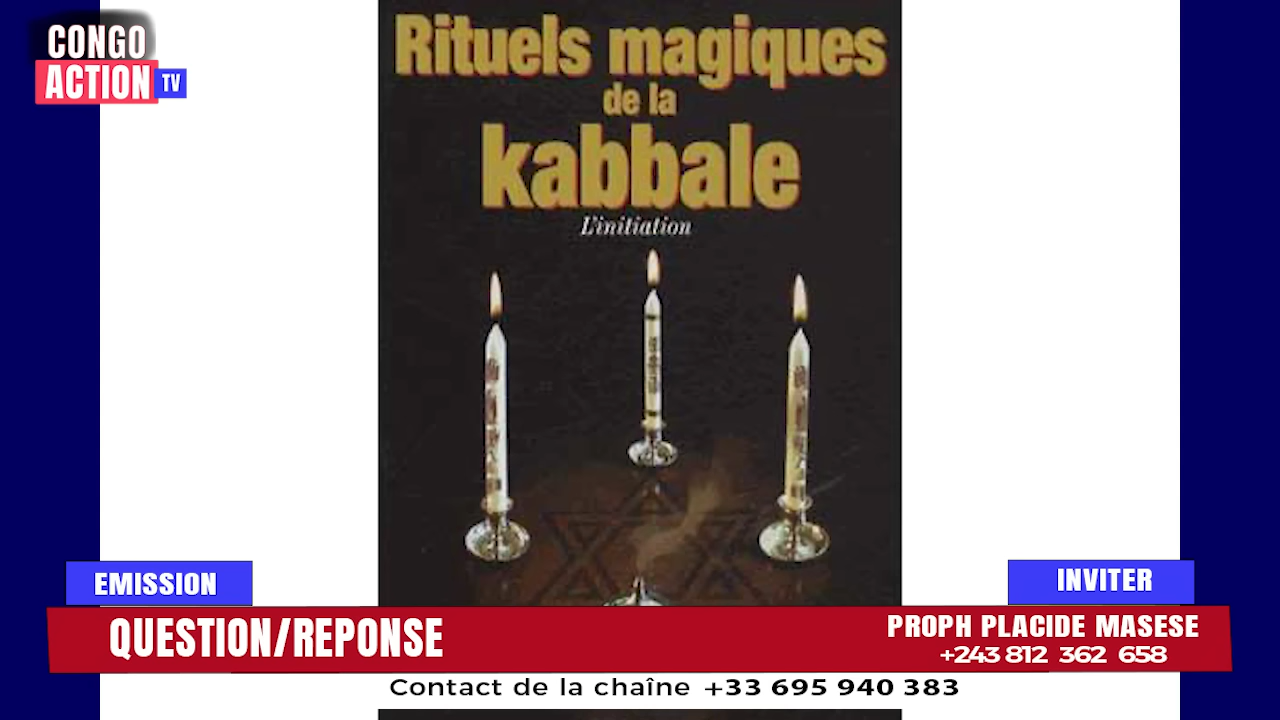 CONGO
ACTION TV
Rituels magiques
de la
kabbale
L'initiation
EMISSION
INVITER
QUESTION/REPONSE
PROPH PLACIDE MASESE
+243 812 362 658
Contact de la chaîne +33 695 940 383